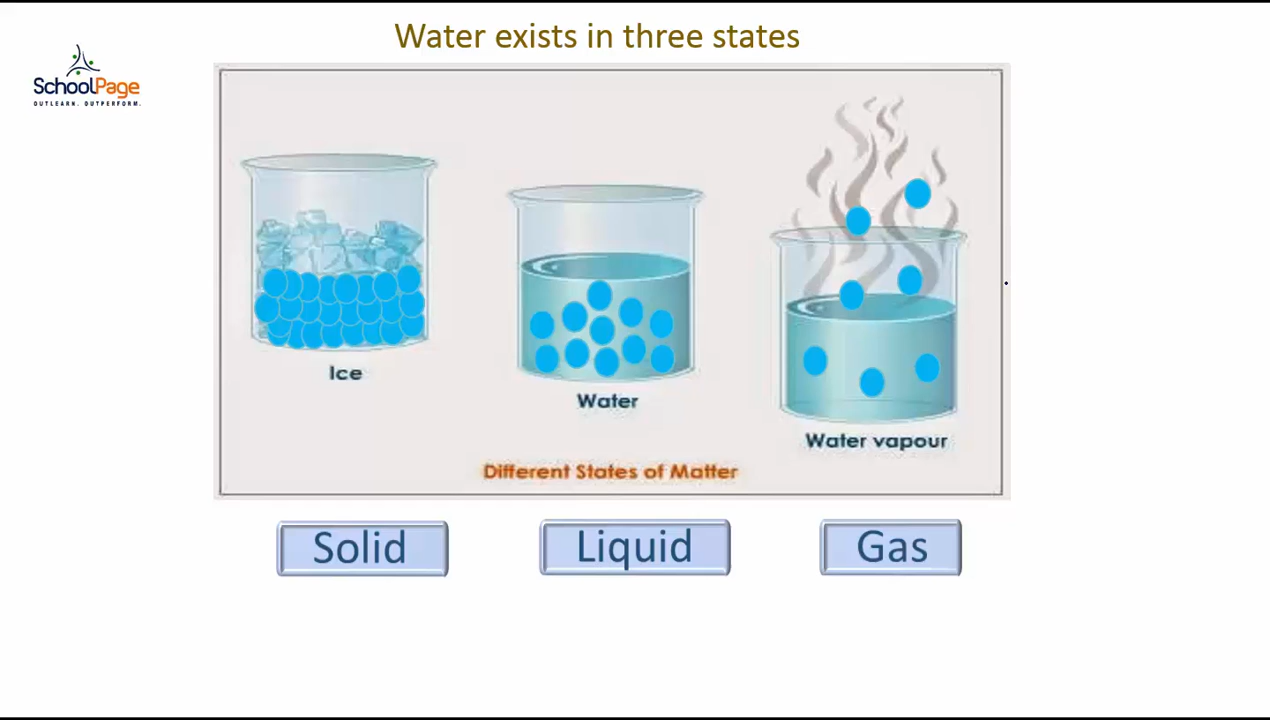 Water exists in three states
SchoolPage
OUTLEARN. OUTPERFORM.
Ice
Water
Water vapour
Different States of Matter
Solid
Liquid
Gas